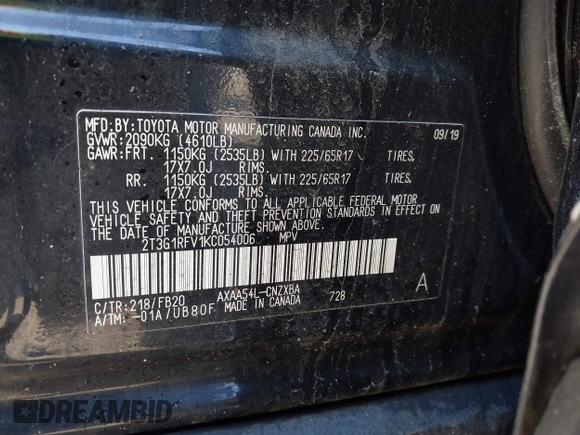 MFD.BY:TOYOTA MOTOR MANUFACTURING CANADA INC. 09/19
GVWR:2090KG (4610LB)
GAWR:FRT. 1150KG (2535LB) WITH 225/65R17 TIRES,
17X7.0J RIMS.
RR. 1150KG (2535LB) WITH 225/65R17 TIRES,
17X7.0J RIMS.
THIS VEHICLE CONFORMS TO ALL APPLICABLE FEDERAL MOTOR
VEHICLE SAFETY AND THEFT PREVENTION STANDARDS IN EFFECT ON
THE DATE OF MANUFACTURE SHOWN ABOVE.
2T3G1RFV1KC054006 MPV
A
C/TR:218/FB20 AXAA54L-CNZXBA 728
A/TM:-01A/UB80F MADE IN CANADA
DREAMBID